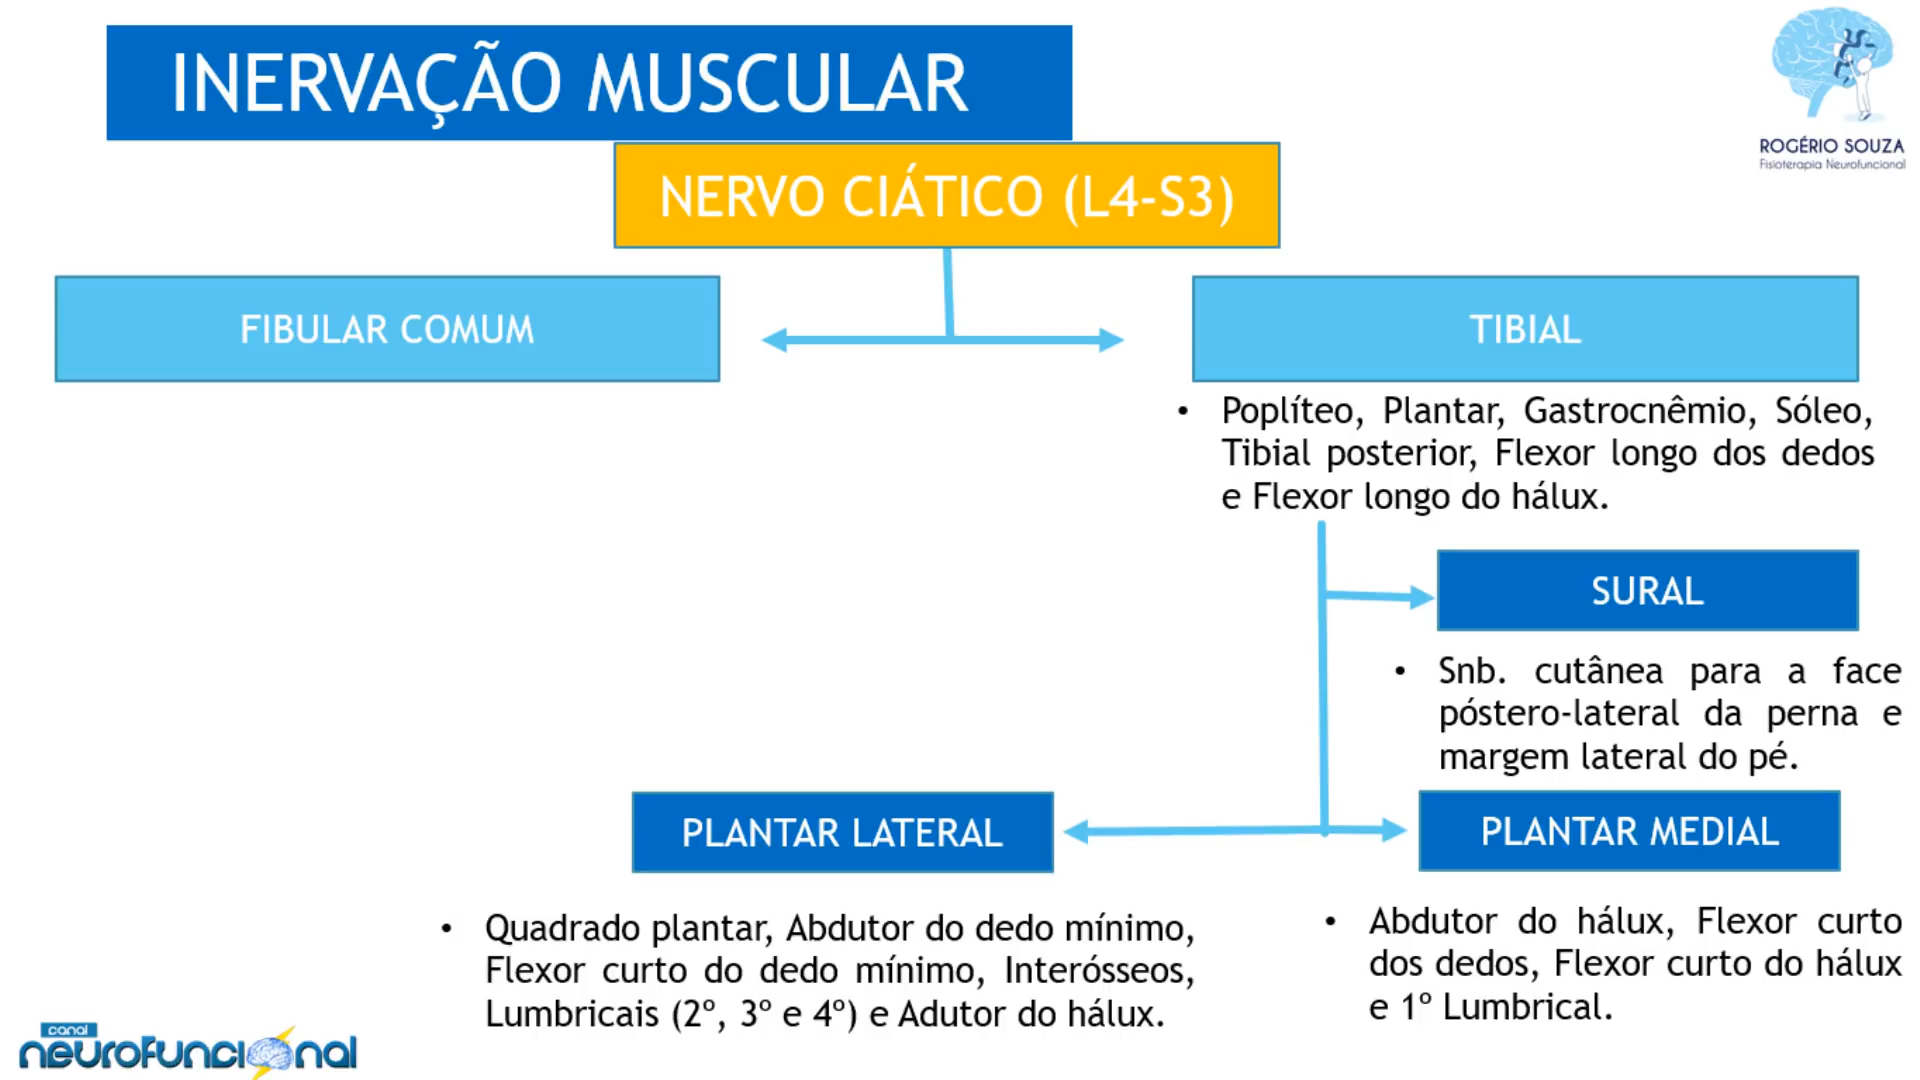 INERVAÇÃO MUSCULAR
ROGÉRIO SOUZA
Fisioterapia Neurofuncional
NERVO CIÁTICO (L4-S3)
FIBULAR COMUM
TIBIAL
• Poplíteo, Plantar, Gastrocnêmio, Sóleo,
Tibial posterior, Flexor longo dos dedos
e Flexor longo do hálux.
SURAL
• Snb. cutânea para a face
póstero-lateral da perna e
margem lateral do pé.
PLANTAR LATERAL
• Quadrado plantar, Abdutor do dedo mínimo,
Flexor curto do dedo mínimo, Interósseos,
Lumbricais (2º, 3º e 4º) e Adutor do hálux.
PLANTAR MEDIAL
• Abdutor do hálux, Flexor curto
dos dedos, Flexor curto do hálux
e 1º Lumbrical.
canal
neuroFuncional